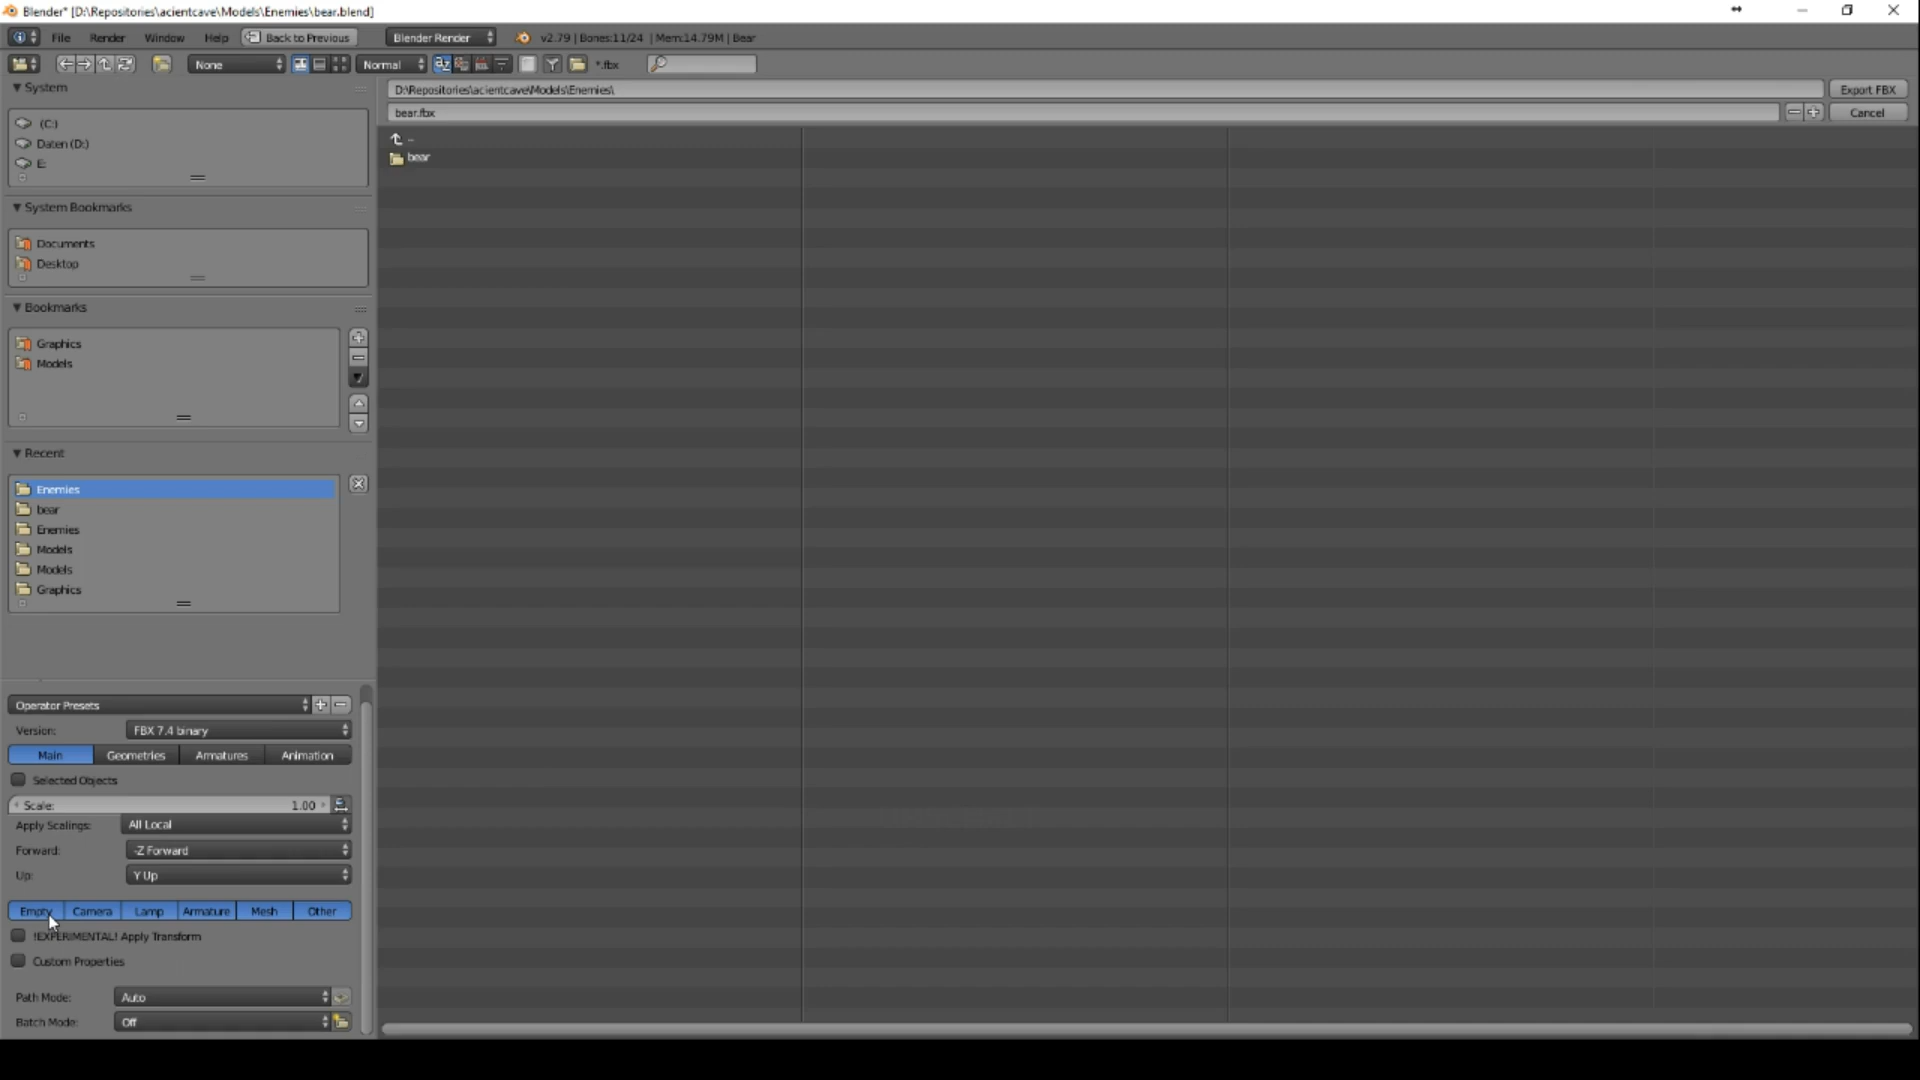 Blender* [D:\Repositories\acientcave\Models\Enemies\bear.blend]
File Render Window Help Back to Previous Blender Render v2.79 | Bones:11/24 | Mem:14.79M | Bear
None Normal *.fbx
System
D:\Repositories\acientcave\Models\Enemies\ Export FBX
bear.fbx Cancel
(C:)
Daten (D:)
E:
..
bear
System Bookmarks
Documents
Desktop
Bookmarks
Graphics
Models
Recent
Enemies
bear
Enemies
Models
Models
Graphics
Operator Presets
Version: FBX 7.4 binary
Main Geometries Armatures Animation
Selected Objects
Scale: 1.00
Apply Scalings: All Local
Forward: -Z Forward
Up: Y Up
Empty Camera Lamp Armature Mesh Other
!EXPERIMENTAL! Apply Transform
Custom Properties
Path Mode: Auto
Batch Mode: Off